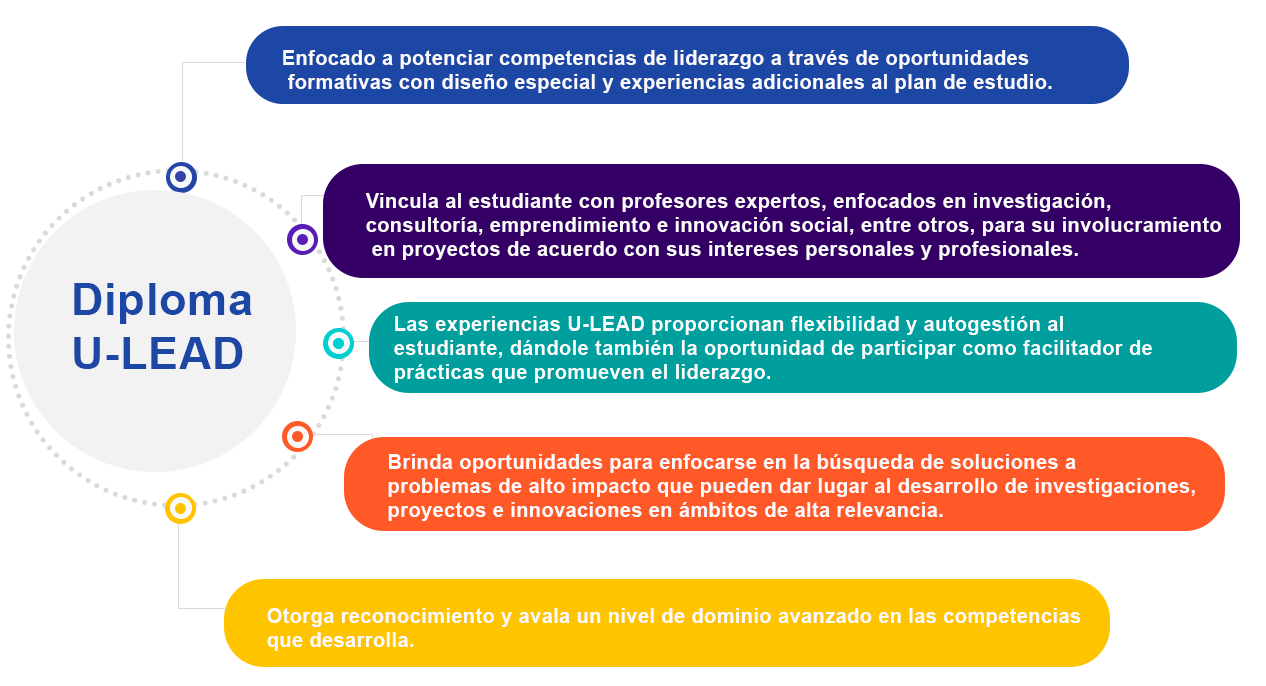 Enfocado a potenciar competencias de liderazgo a través de oportunidades
formativas con diseño especial y experiencias adicionales al plan de estudio.
Vincula al estudiante con profesores expertos, enfocados en investigación,
consultoría, emprendimiento e innovación social, entre otros, para su involucramiento
en proyectos de acuerdo con sus intereses personales y profesionales.
Diploma
U-LEAD
Las experiencias U-LEAD proporcionan flexibilidad y autogestión al
estudiante, dándole también la oportunidad de participar como facilitador de
prácticas que promueven el liderazgo.
Brinda oportunidades para enfocarse en la búsqueda de soluciones a
problemas de alto impacto que pueden dar lugar al desarrollo de investigaciones,
proyectos e innovaciones en ámbitos de alta relevancia.
Otorga reconocimiento y avala un nivel de dominio avanzado en las competencias
que desarrolla.